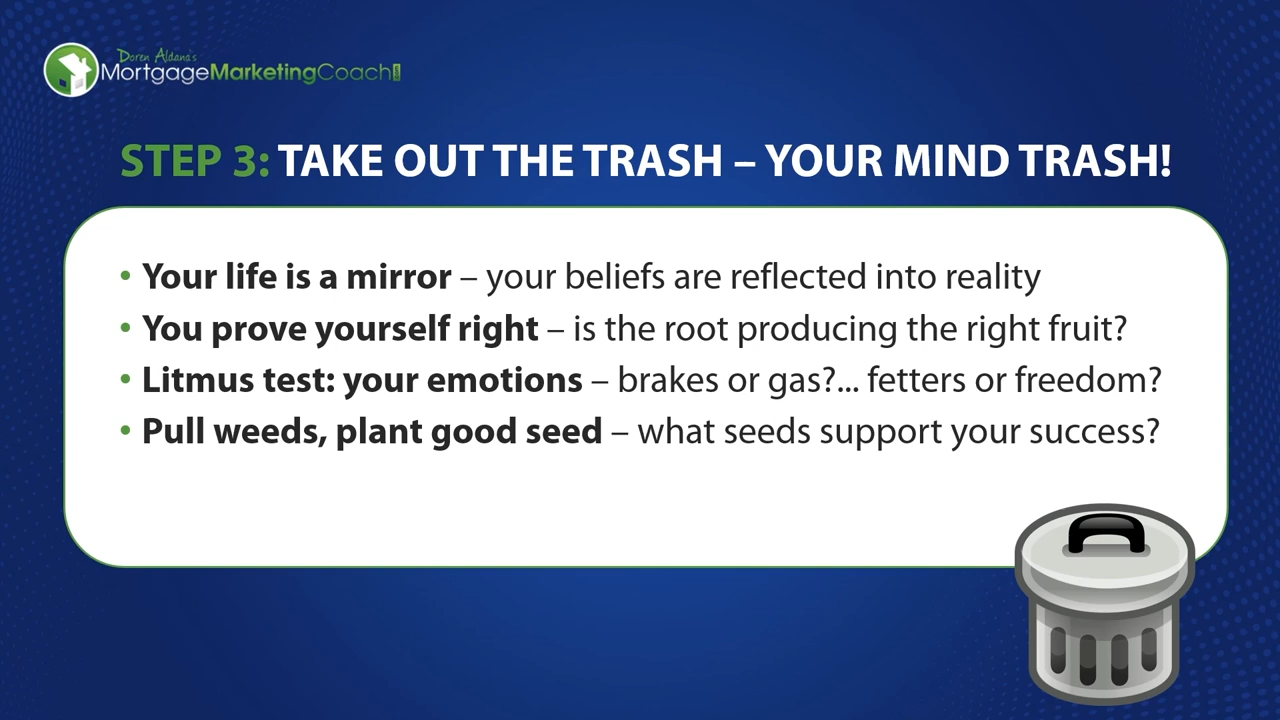 Doren Aldana's
MortgageMarketingCoach
STEP 3: TAKE OUT THE TRASH – YOUR MIND TRASH!
• Your life is a mirror – your beliefs are reflected into reality
• You prove yourself right – is the root producing the right fruit?
• Litmus test: your emotions – brakes or gas?... fetters or freedom?
• Pull weeds, plant good seed – what seeds support your success?